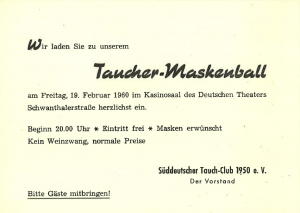 Wir laden Sie zu unserem
Taucher-Maskenball
am Freitag, 19. Februar 1960 im Kasinosaal des Deutschen Theaters
Schwanthalerstraße herzlichst ein.
Beginn 20.00 Uhr * Eintritt frei * Masken erwünscht
Kein Weinzwang, normale Preise
Süddeutscher Tauch-Club 1950 e. V.
Der Vorstand
Bitte Gäste mitbringen!